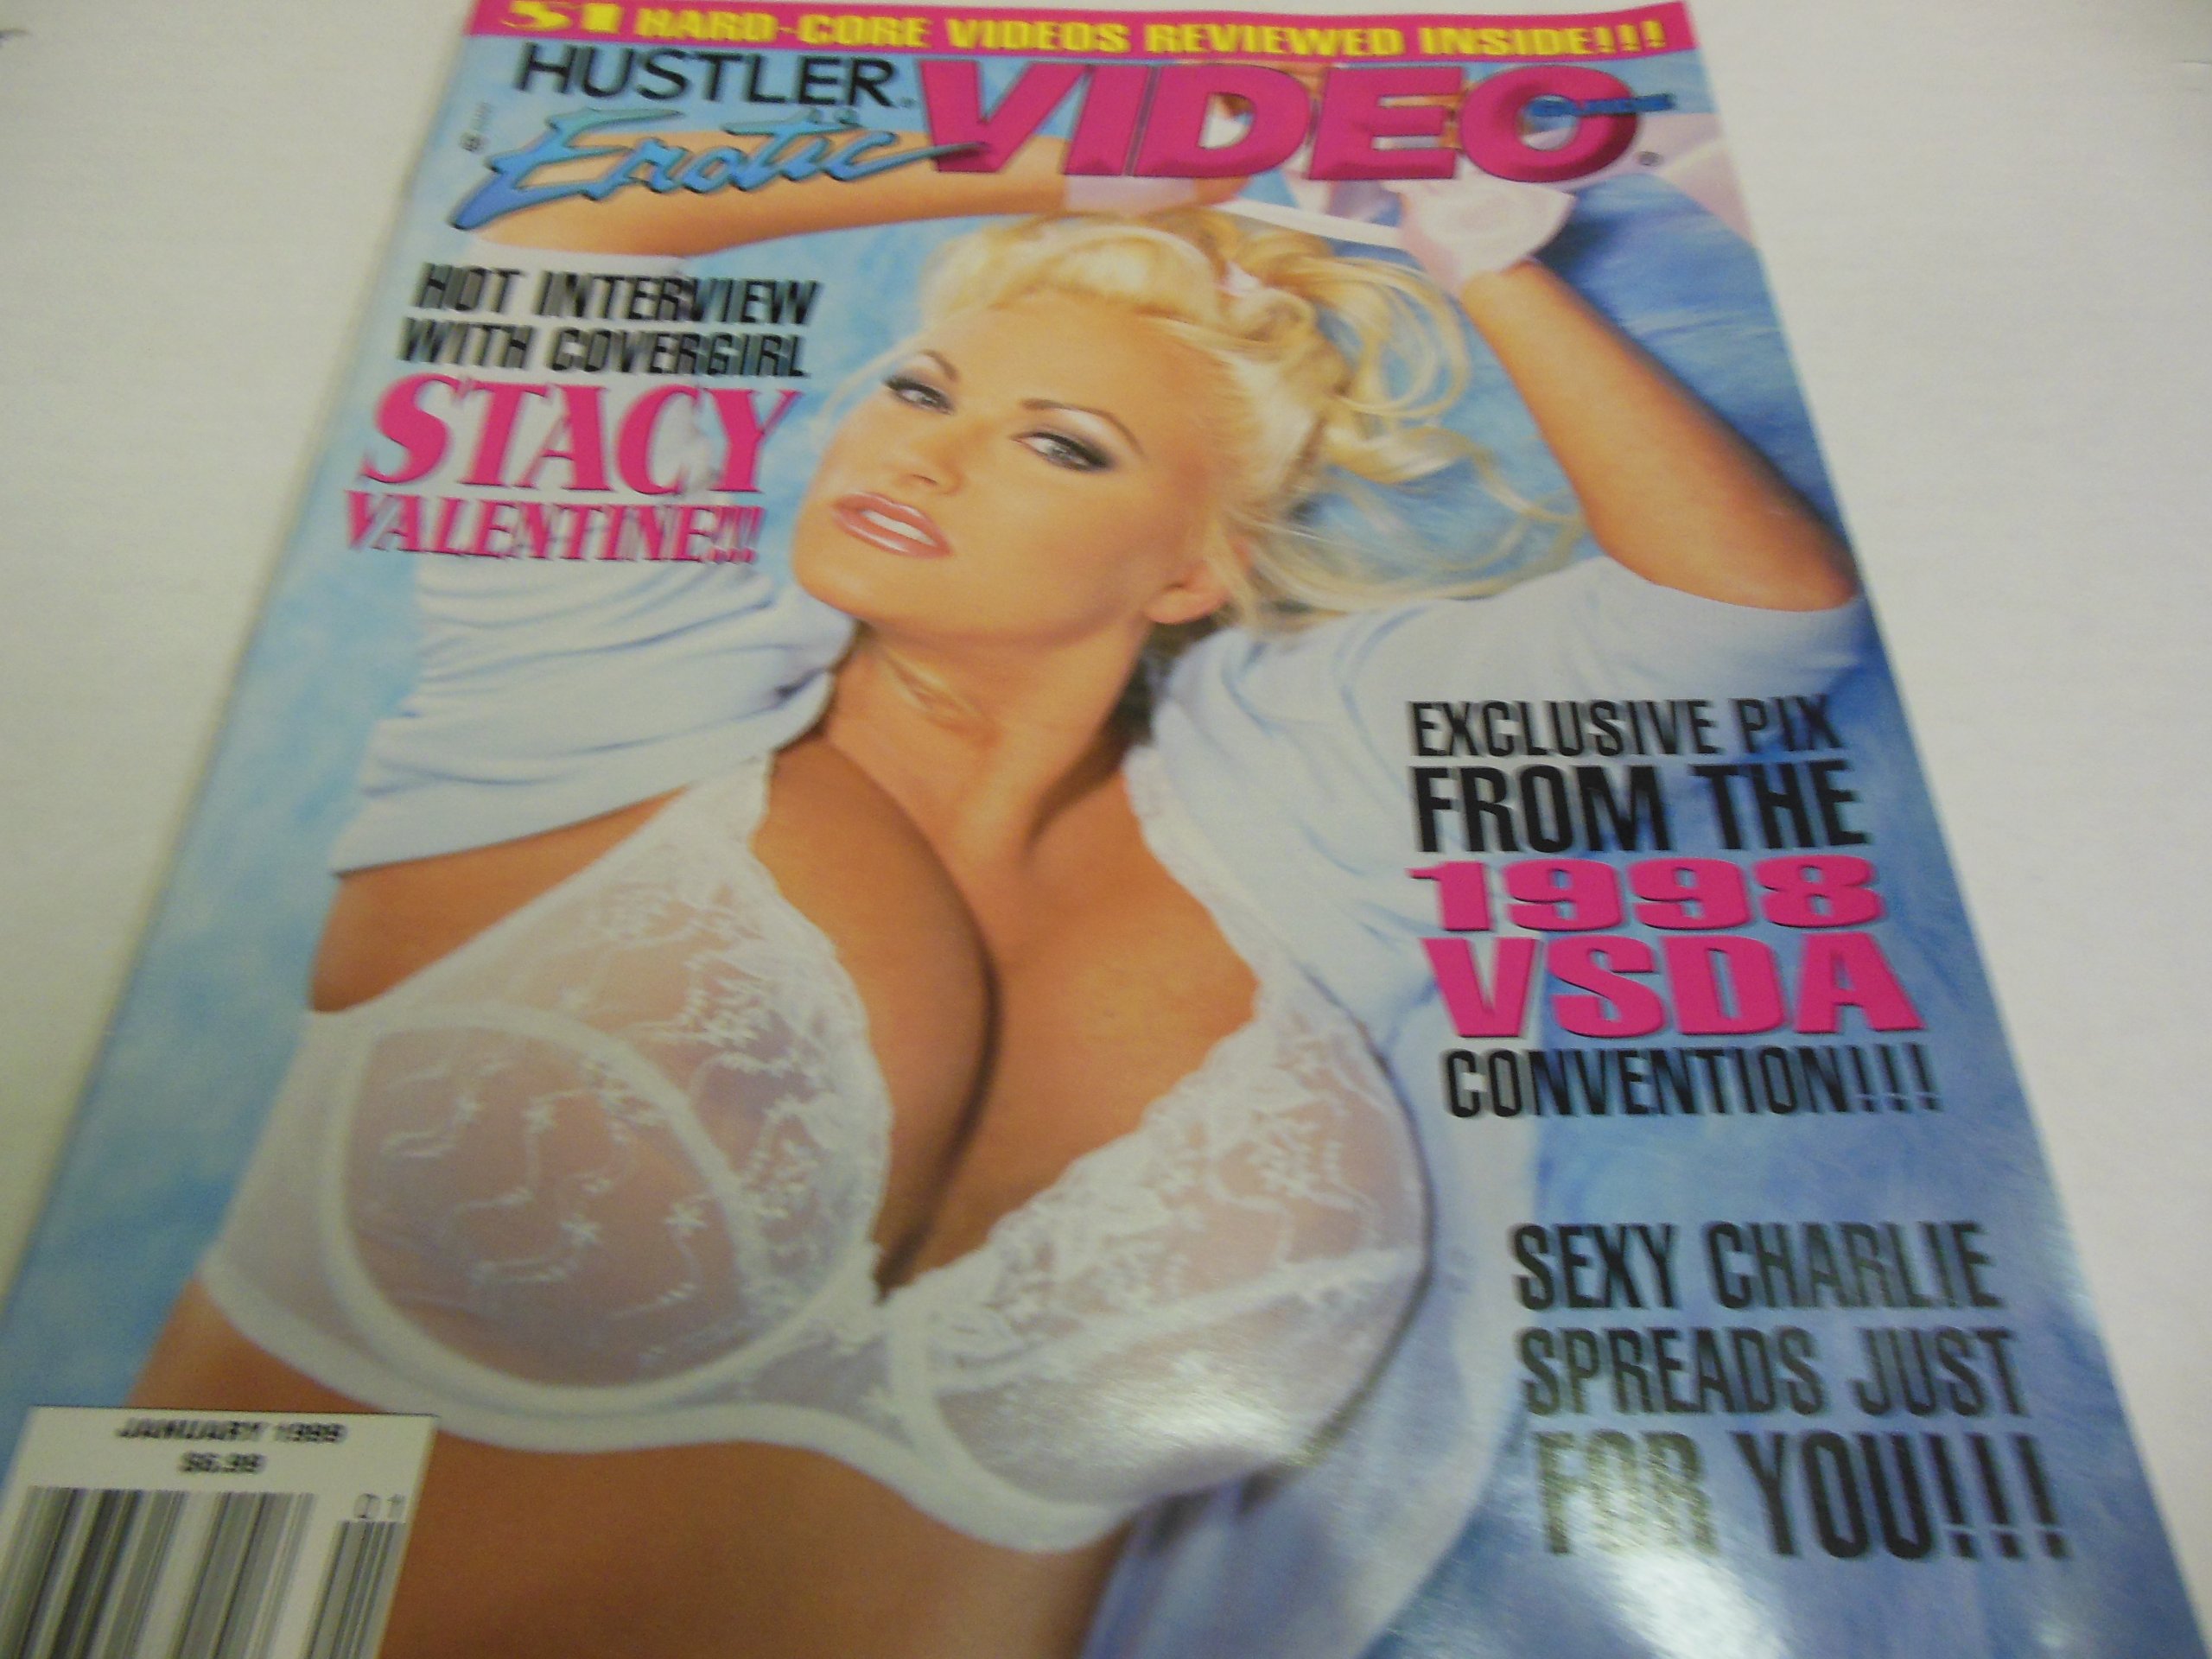 51 HARD-CORE VIDEOS REVIEWED INSIDE!!!
HUSTLER
Erotic VIDEO
HOT INTERVIEW
WITH COVERGIRL
STACY
VALENTINE!!!
EXCLUSIVE PIX
FROM THE
1998
VSDA
CONVENTION!!!
SEXY CHARLIE
SPREADS JUST
FOR YOU!!!
JANUARY 1999
$6.99
01